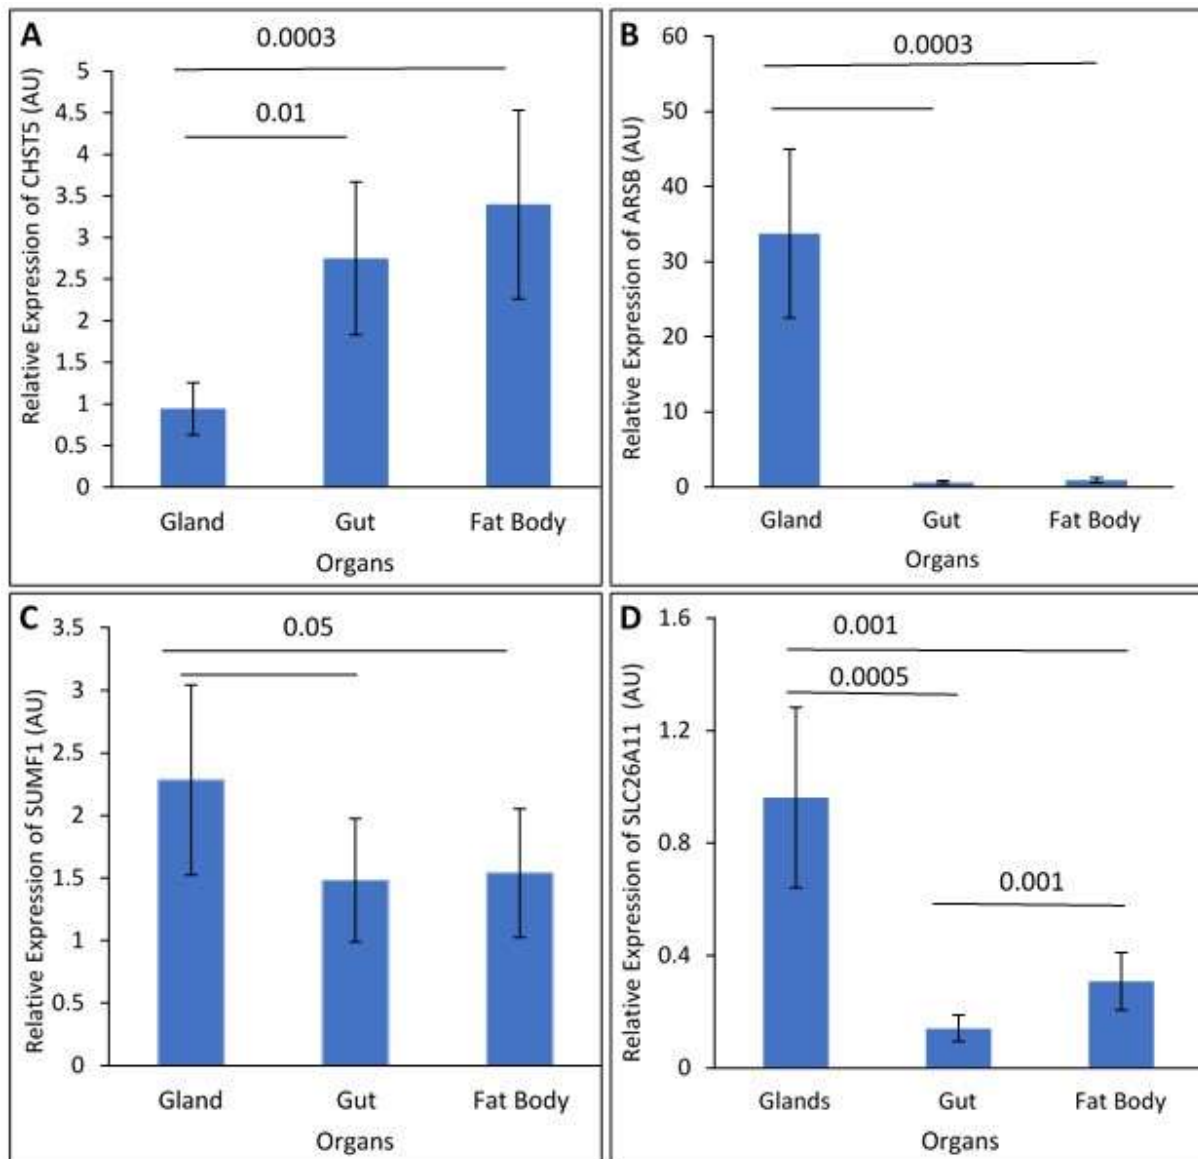 A
0.0003
0.01
Relative Expression of CHST5 (AU)
5
4.5
4
3.5
3
2.5
2
1.5
1
0.5
0
Gland Gut Fat Body
Organs
B
0.0003
Relative Expression of ARSB (AU)
60
50
40
30
20
10
0
Gland Gut Fat Body
Organs
C
0.05
Relative Expression of SUMF1 (AU)
3.5
3
2.5
2
1.5
1
0.5
0
Gland Gut Fat Body
Organs
D
0.001
0.0005
0.001
Relative Expression of SLC26A11 (AU)
1.6
1.2
0.8
0.4
0
Glands Gut Fat Body
Organs